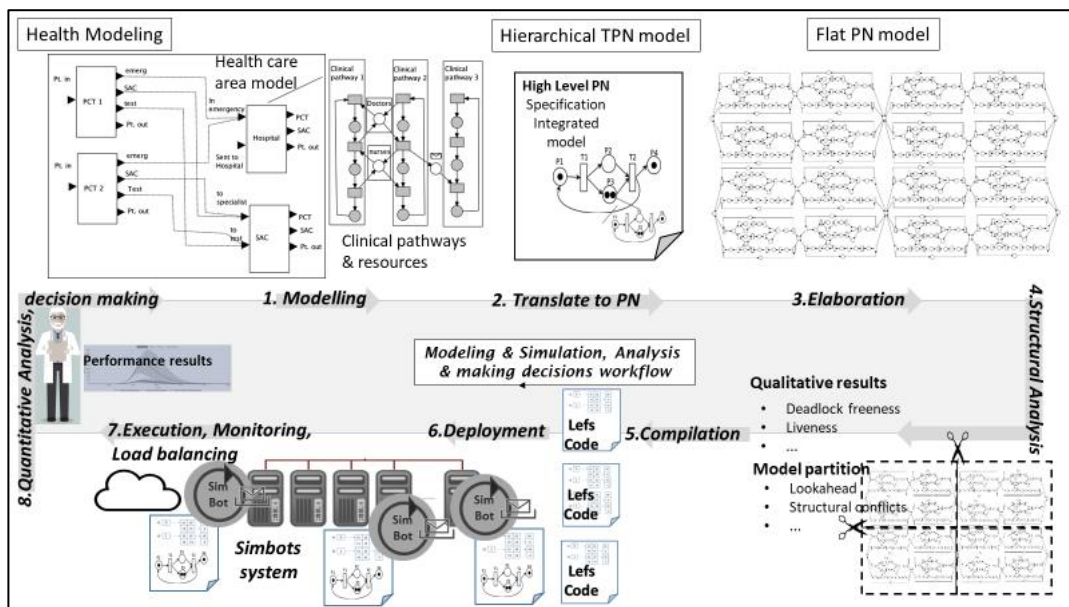 Health Modeling
Hierarchical TPN model
Flat PN model
Pt. in
PCT 1
emerg
SAC
test
Pt. out
Pt. in
PCT 2
emerg
SAC
Test
Pt. out
Health care
area model
In
emergency
Hospital
PCT
SAC
Pt. out
Sent to
Hospital
to
specialist
to
test
SAC
PCT
SAC
Pt. out
Clinical
pathway 1
Clinical
pathway 2
Clinical
pathway 3
Doctors
nurses
Clinical pathways
& resources
High Level PN
Specification
Integrated
model
P1
T1
P2
T2
P4
P3
decision making
1. Modelling
2. Translate to PN
3.Elaboration
4.Structural Analysis
8.Quantitative Analysis,
Performance results
Modeling & Simulation, Analysis
& making decisions workflow
Qualitative results
• Deadlock freeness
• Liveness
• ...
Model partition
• Lookahead
• Structural conflicts
• ...
7.Execution, Monitoring,
Load balancing
6.Deployment
5.Compilation
Lefs
Code
Lefs
Code
Lefs
Code
Sim
Bot
Sim
Bot
Sim
Bot
Simbots
system